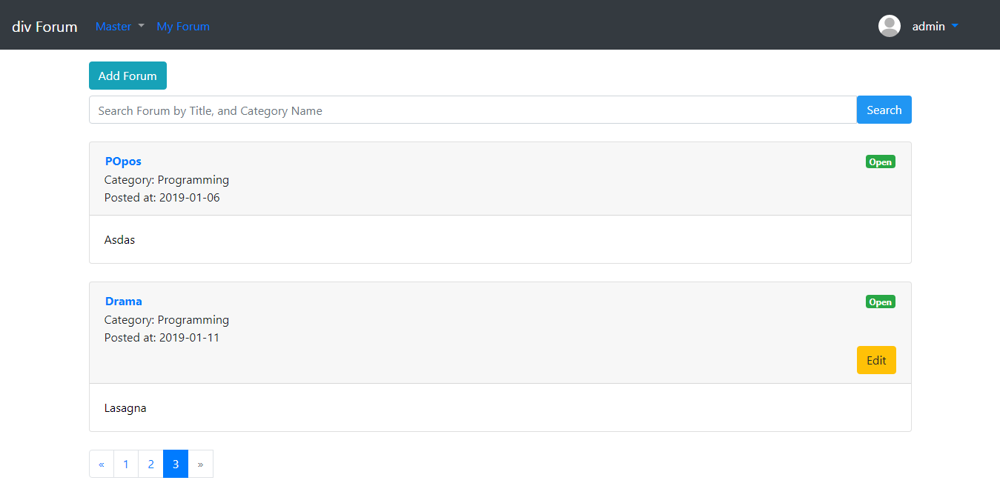 div Forum Master My Forum admin
Add Forum
Search Forum by Title, and Category Name Search
POpos Open
Category: Programming
Posted at: 2019-01-06
Asdas
Drama Open
Category: Programming
Posted at: 2019-01-11
Edit
Lasagna
« 1 2 3 »